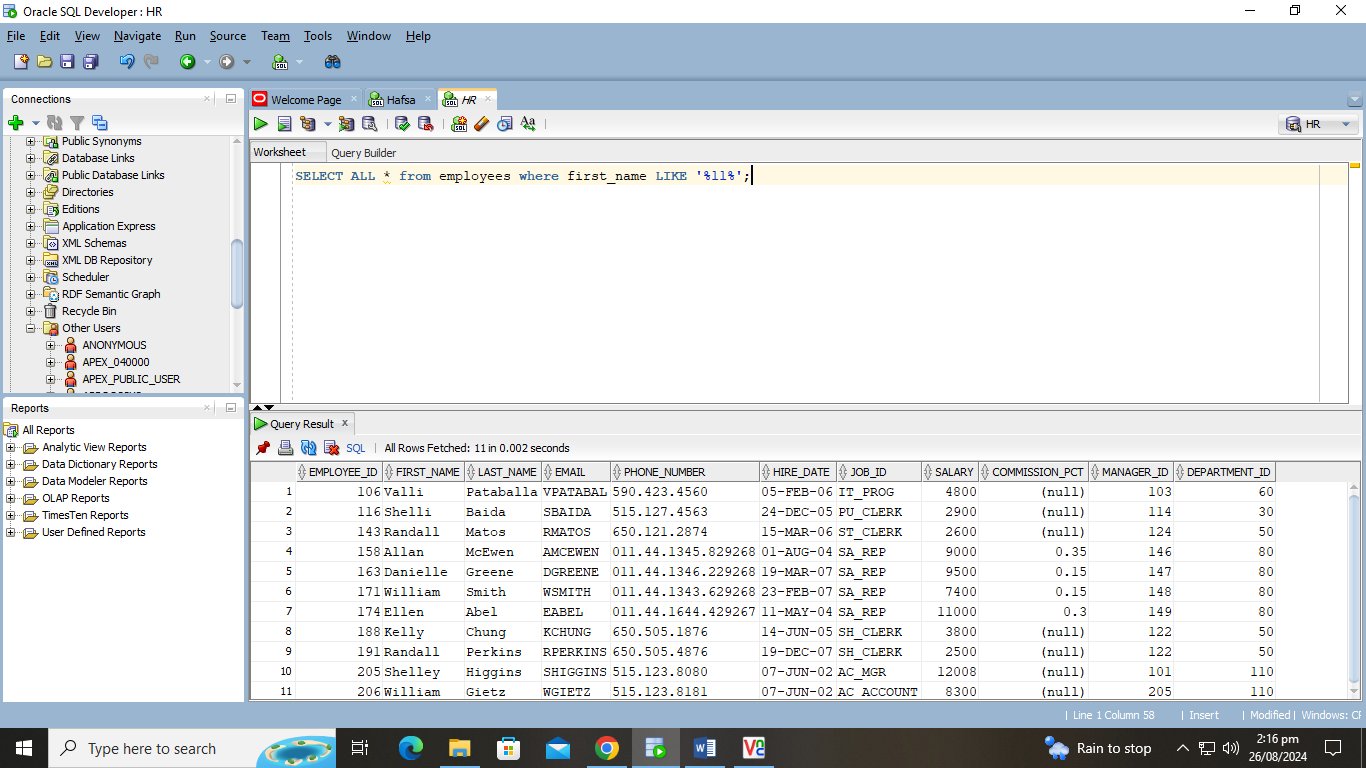 Oracle SQL Developer : HR
File Edit View Navigate Run Source Team Tools Window Help
Connections
Public Synonyms
Database Links
Public Database Links
Directories
Editions
Application Express
XML Schemas
XML DB Repository
Scheduler
RDF Semantic Graph
Recycle Bin
Other Users
ANONYMOUS
APEX_040000
APEX_PUBLIC_USER
Reports
All Reports
Analytic View Reports
Data Dictionary Reports
Data Modeler Reports
OLAP Reports
TimesTen Reports
User Defined Reports
Welcome Page Hafsa HR
HR
Worksheet Query Builder
SELECT ALL * from employees where first_name LIKE '%ll%';
Query Result
SQL | All Rows Fetched: 11 in 0.002 seconds
EMPLOYEE_ID FIRST_NAME LAST_NAME EMAIL PHONE_NUMBER HIRE_DATE JOB_ID SALARY COMMISSION_PCT MANAGER_ID DEPARTMENT_ID
1 106 Valli Pataballa VPATABAL 590.423.4560 05-FEB-06 IT_PROG 4800 (null) 103 60
2 116 Shelli Baida SBAIDA 515.127.4563 24-DEC-05 PU_CLERK 2900 (null) 114 30
3 143 Randall Matos RMATOS 650.121.2874 15-MAR-06 ST_CLERK 2600 (null) 124 50
4 158 Allan McEwen AMCEWEN 011.44.1345.829268 01-AUG-04 SA_REP 9000 0.35 146 80
5 163 Danielle Greene DGREENE 011.44.1346.229268 19-MAR-07 SA_REP 9500 0.15 147 80
6 171 William Smith WSMITH 011.44.1343.629268 23-FEB-07 SA_REP 7400 0.15 148 80
7 174 Ellen Abel EABEL 011.44.1644.429267 11-MAY-04 SA_REP 11000 0.3 149 80
8 188 Kelly Chung KCHUNG 650.505.1876 14-JUN-05 SH_CLERK 3800 (null) 122 50
9 191 Randall Perkins RPERKINS 650.505.4876 19-DEC-07 SH_CLERK 2500 (null) 122 50
10 205 Shelley Higgins SHIGGINS 515.123.8080 07-JUN-02 AC_MGR 12008 (null) 101 110
11 206 William Gietz WGIETZ 515.123.8181 07-JUN-02 AC_ACCOUNT 8300 (null) 205 110
| Line 1 Column 58 | Insert | Modified | Windows: CF
Type here to search
Rain to stop
2:16 pm
26/08/2024